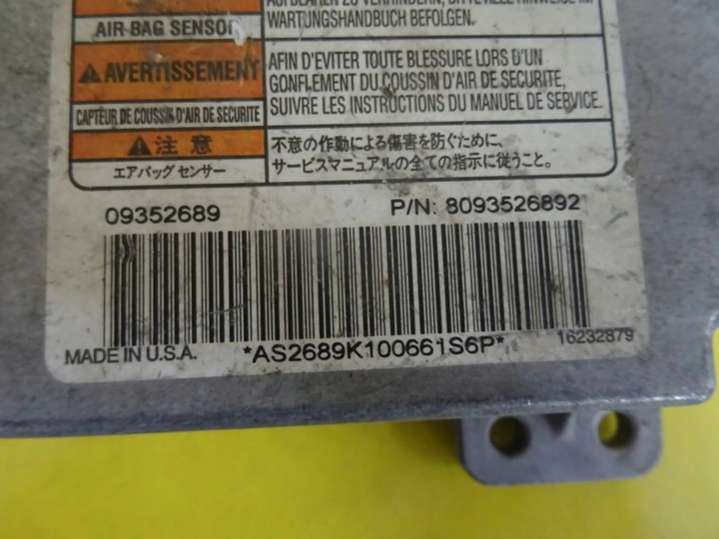 WARTUNGSHANDBUCH BEFOLGEN.
AIR BAG SENSOR
AVERTISSEMENT
AFIN D'EVITER TOUTE BLESSURE LORS D'UN
GONFLEMENT DU COUSSIN D'AIR DE SECURITE,
SUIVRE LES INSTRUCTIONS DU MANUEL DE SERVICE.
CAPTEUR DE COUSSIN D'AIR DE SECURITE
注意
エアバッグ センサー
不意の作動による傷害を防ぐために、
サービスマニュアルの全ての指示に従うこと。
09352689
P/N: 8093526892
MADE IN U.S.A.
*AS2689K100661S6P*
16232879